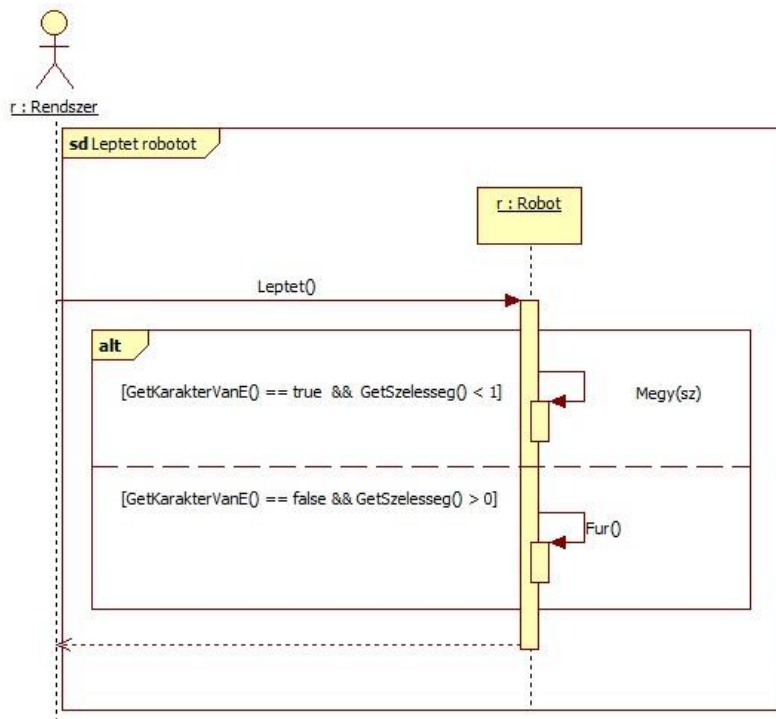 r : Rendszer
sd Leptet robotot
r : Robot
Leptet()
alt
[GetKarakterVanE() == true && GetSzelesseg() < 1]
Megy(sz)
[GetKarakterVanE() == false && GetSzelesseg() > 0]
Fur()